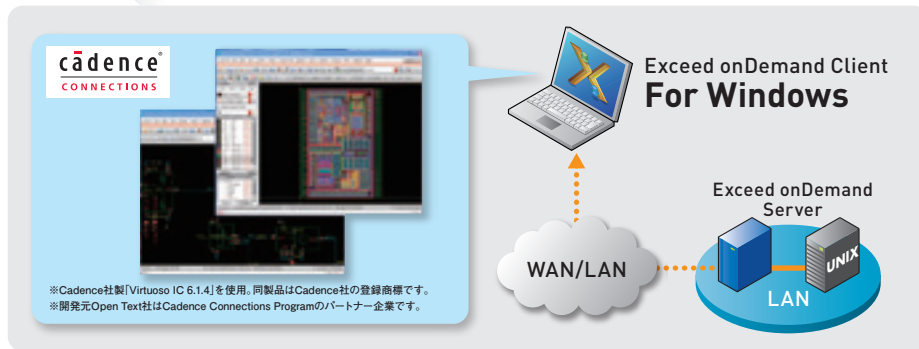 cādence®
CONNECTIONS
※Cadence社製「Virtuoso IC 6.1.4」を使用。同製品はCadence社の登録商標です。
※開発元Open Text社はCadence Connections Programのパートナー企業です。
X
Exceed onDemand Client
For Windows
WAN/LAN
Exceed onDemand
Server
UNIX
LAN